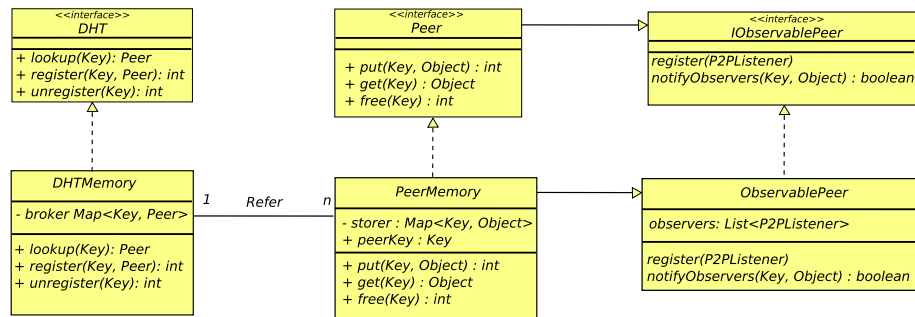 <<interface>>
DHT
+ lookup(Key): Peer
+ register(Key, Peer): int
+ unregister(Key): int
<<interface>>
Peer
+ put(Key, Object) : int
+ get(Key) : Object
+ free(Key) : int
<<interface>>
IObservablePeer
register(P2PListener)
notifyObservers(Key, Object) : boolean
DHTMemory
- broker Map<Key, Peer>
+ lookup(Key): Peer
+ register(Key, Peer): int
+ unregister(Key): int
1
Refer
n
PeerMemory
- storer : Map<Key, Object>
+ peerKey : Key
+ put(Key, Object) : int
+ get(Key) : Object
+ free(Key) : int
ObservablePeer
observers: List<P2PListener>
register(P2PListener)
notifyObservers(Key, Object) : boolean